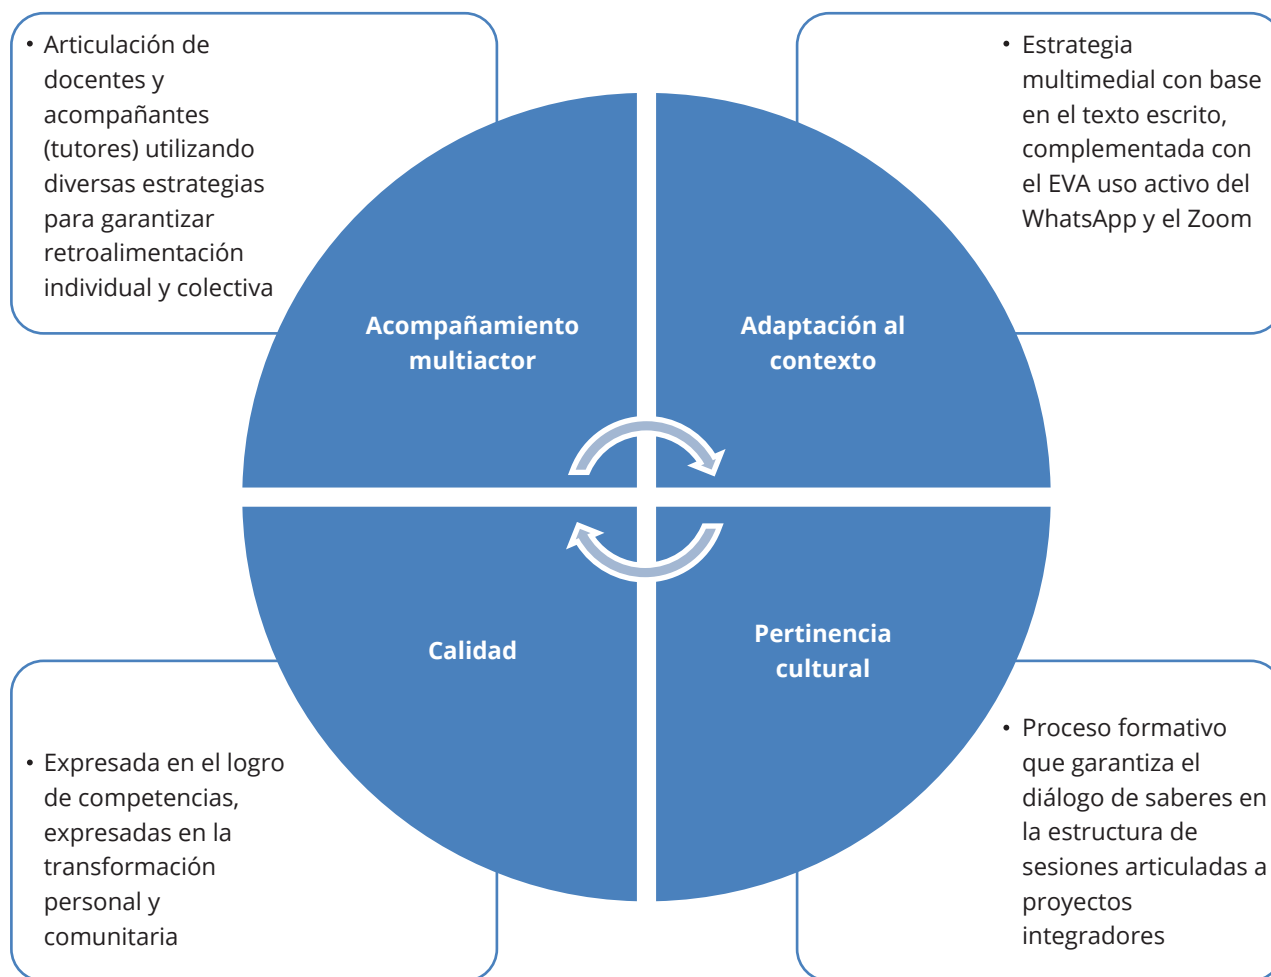 • Articulación de
docentes y
acompañantes
(tutores) utilizando
diversas estrategias
para garantizar
retroalimentación
individual y colectiva
• Estrategia
multimedial con base
en el texto escrito,
complementada con
el EVA uso activo del
WhatsApp y el Zoom
Acompañamiento
multiactor
Adaptación al
contexto
Calidad
Pertinencia
cultural
• Expresada en el logro
de competencias,
expresadas en la
transformación
personal y
comunitaria
• Proceso formativo
que garantiza el
diálogo de saberes en
la estructura de
sesiones articuladas a
proyectos
integradores